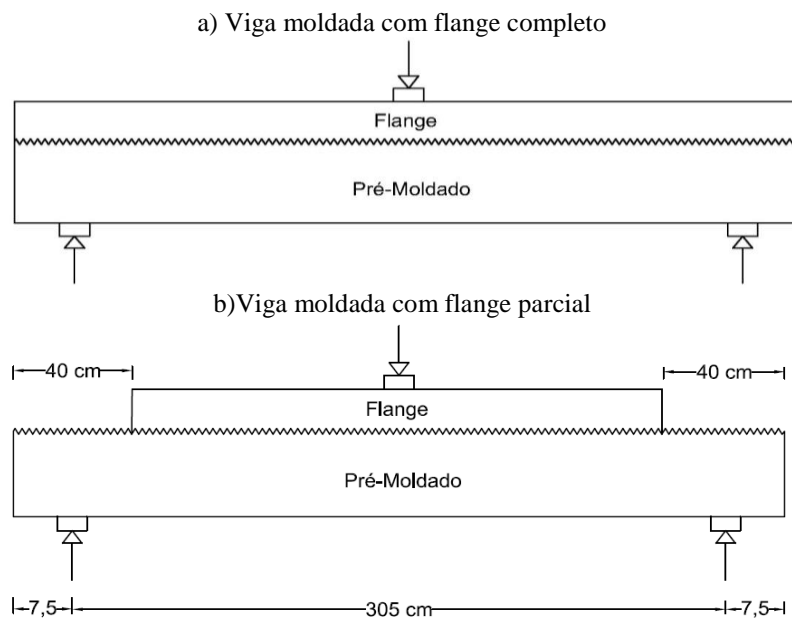 a) Viga moldada com flange completo
Flange
Pré-Moldado
b)Viga moldada com flange parcial
40 cm
40 cm
Flange
Pré-Moldado
7,5
305 cm
7,5